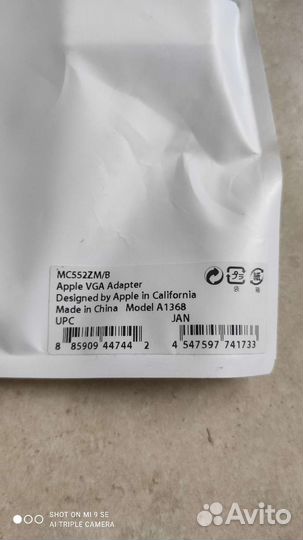 MC552ZM/B
Apple VGA Adapter
Designed by Apple in California
Made in China Model A1368
UPC JAN
8 85909 44744 2 4 547597 741733
SHOT ON MI 9 SE
AI TRIPLE CAMERA
Avito